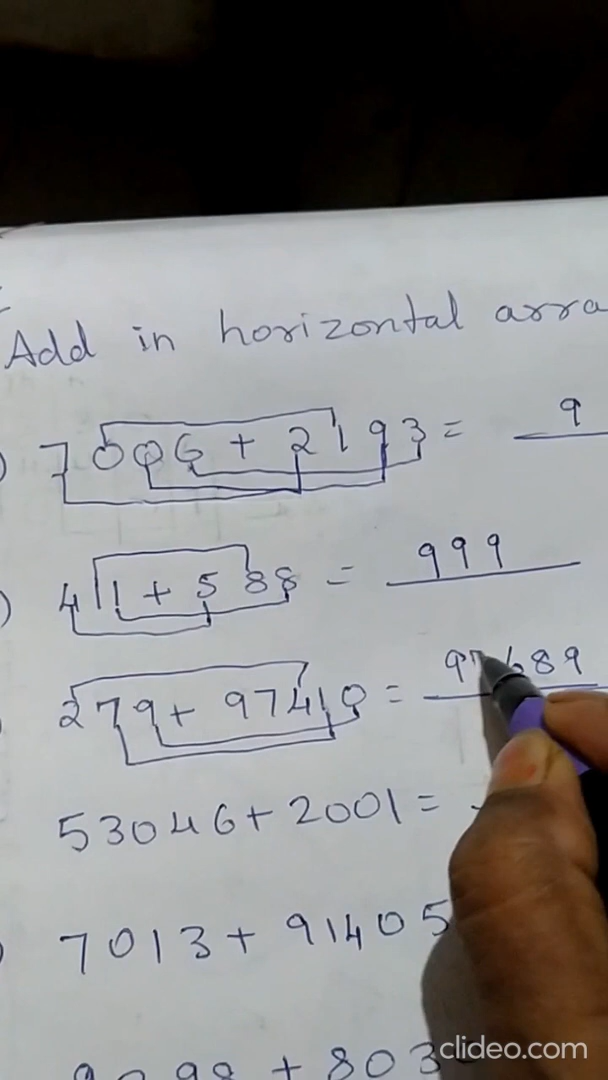 Add in horizontal arra
7006 + 2193 = 9
411 + 588 = 999
279 + 97410 = 97689
53046 + 2001 =
7013 + 91405
+ 803
clideo.com